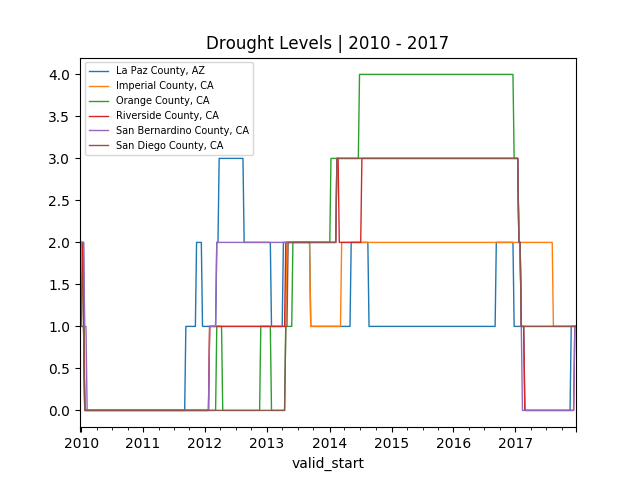 Drought Levels | 2010 - 2017
4.0
3.5
3.0
2.5
2.0
1.5
1.0
0.5
0.0
La Paz County, AZ
Imperial County, CA
Orange County, CA
Riverside County, CA
San Bernardino County, CA
San Diego County, CA
2010 2011 2012 2013 2014 2015 2016 2017
valid_start